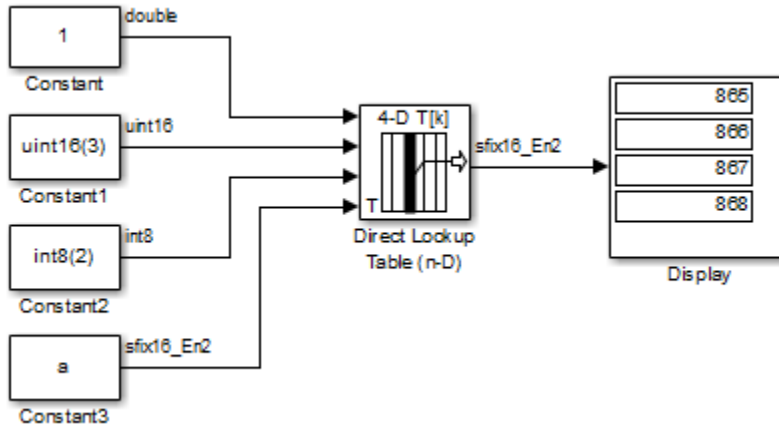 1
double
Constant
uint16(3)
uint16
Constant1
int8(2)
int8
Constant2
a
sfix16_En2
Constant3
4-D T[k]
T
Direct Lookup
Table (n-D)
sfix16_En2
865
866
867
868
Display